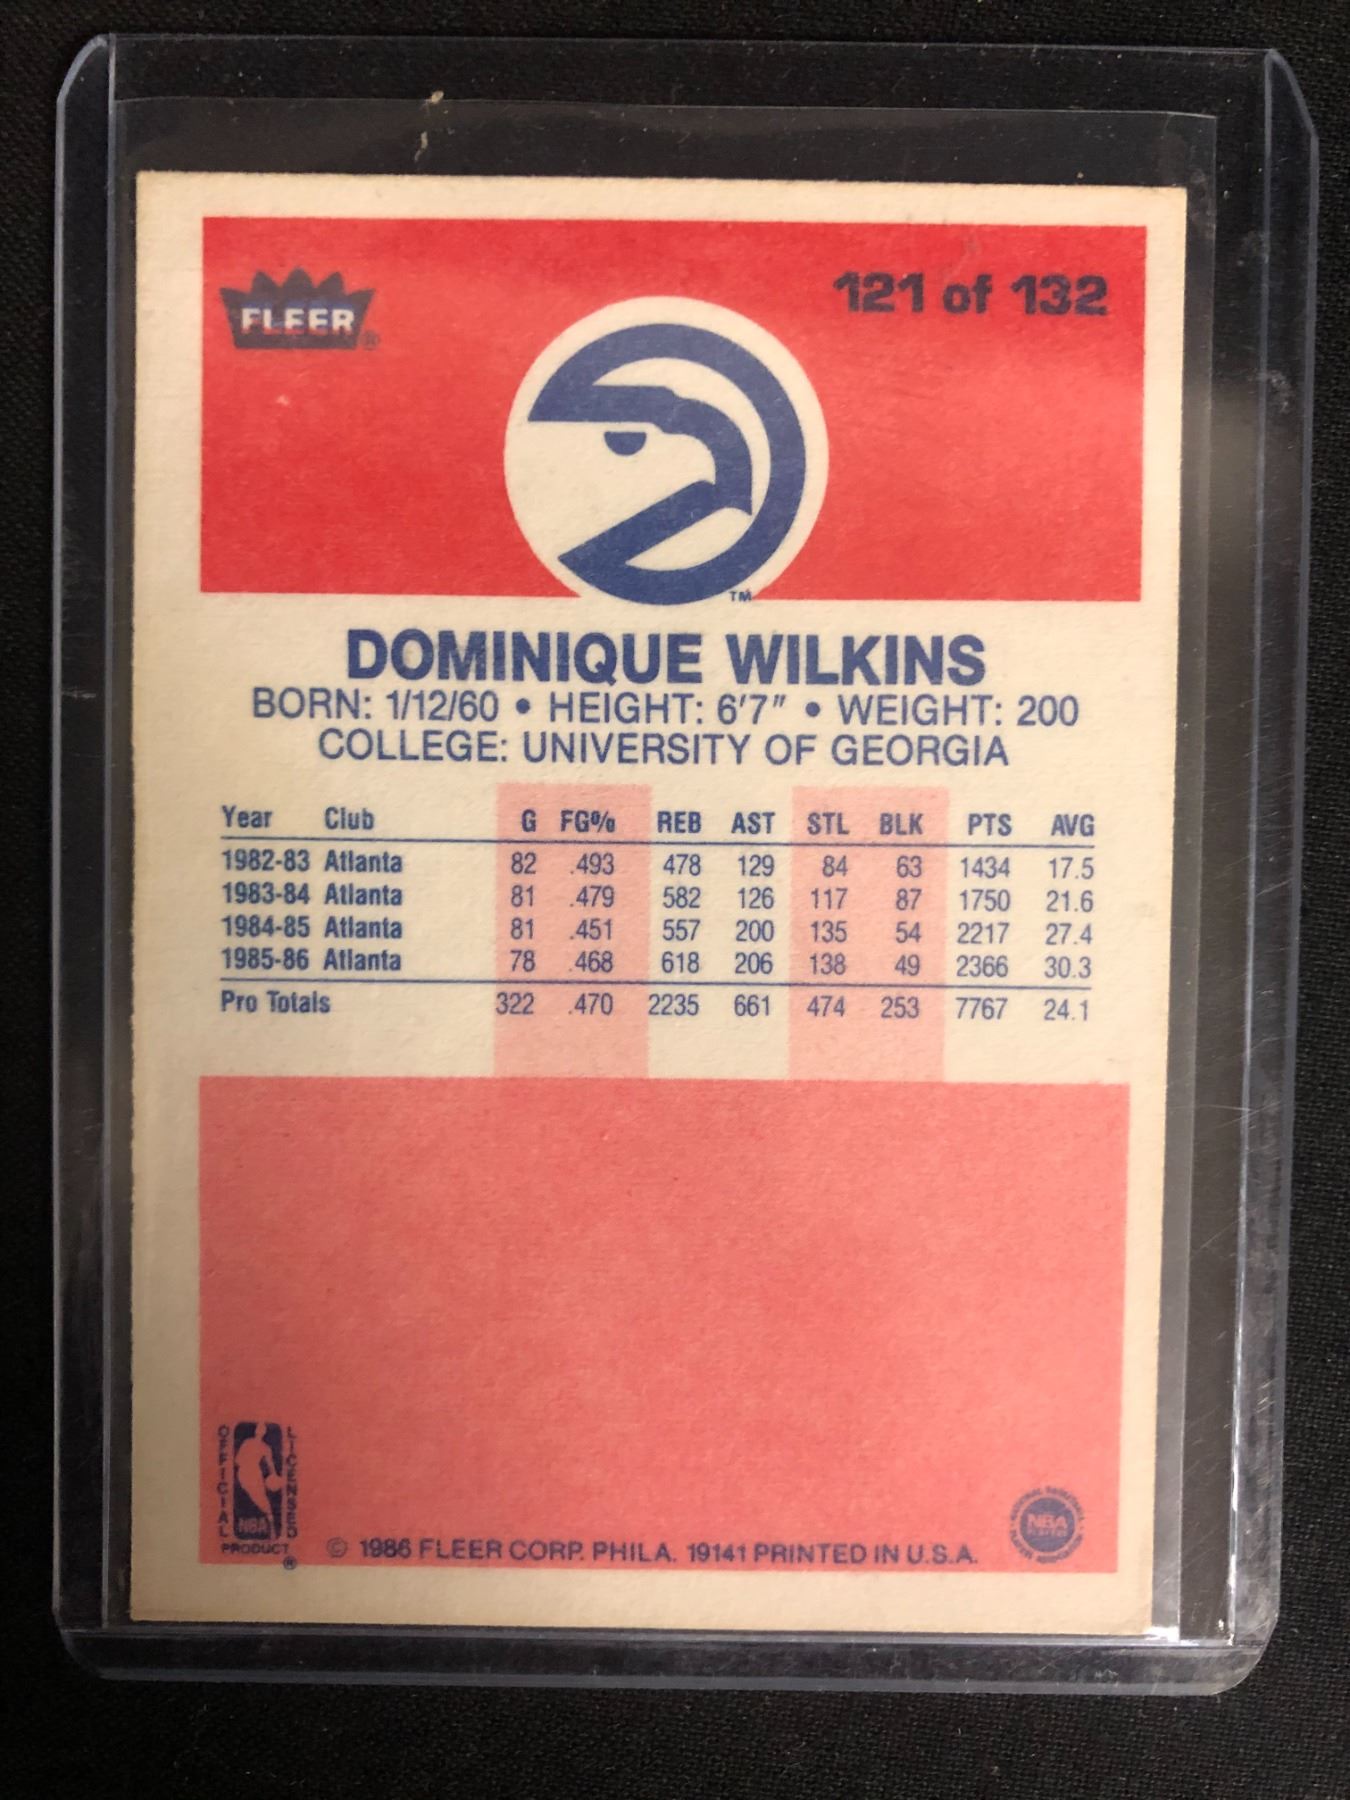 FLEER ®
121 of 132
TM
DOMINIQUE WILKINS
BORN: 1/12/60 • HEIGHT: 6'7" • WEIGHT: 200
COLLEGE: UNIVERSITY OF GEORGIA
Year Club G FG% REB AST STL BLK PTS AVG
1982-83 Atlanta 82 .493 478 129 84 63 1434 17.5
1983-84 Atlanta 81 .479 582 126 117 87 1750 21.6
1984-85 Atlanta 81 .451 557 200 135 54 2217 27.4
1985-86 Atlanta 78 .468 618 206 138 49 2366 30.3
Pro Totals 322 .470 2235 661 474 253 7767 24.1
OFFICIAL LICENSED
NBA
PRODUCT ®
© 1986 FLEER CORP. PHILA. 19141 PRINTED IN U.S.A.
NATIONAL BASKETBALL
NBA
PLAYERS